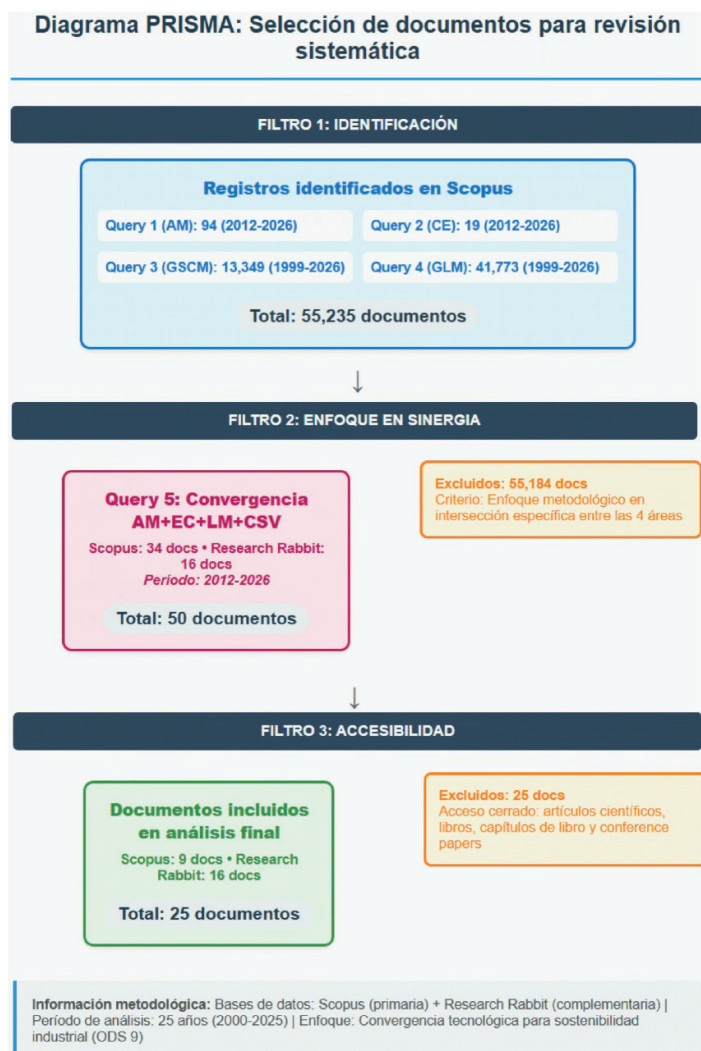 Diagrama PRISMA: Selección de documentos para revisión
sistemática
FILTRO 1: IDENTIFICACIÓN
Registros identificados en Scopus
Query 1 (AM): 94 (2012-2026)
Query 2 (CE): 19 (2012-2026)
Query 3 (GSCM): 13,349 (1999-2026)
Query 4 (GLM): 41,773 (1999-2026)
Total: 55,235 documentos
↓
FILTRO 2: ENFOQUE EN SINERGIA
Query 5: Convergencia
AM+EC+LM+CSV
Scopus: 34 docs • Research Rabbit:
16 docs
Periodo: 2012-2026
Total: 50 documentos
Excluidos: 55,184 docs
Criterio: Enfoque metodológico en
intersección específica entre las 4 áreas
↓
FILTRO 3: ACCESIBILIDAD
Documentos incluidos
en análisis final
Scopus: 9 docs • Research
Rabbit: 16 docs
Total: 25 documentos
Excluidos: 25 docs
Acceso cerrado: artículos científicos,
libros, capítulos de libro y conference
papers
Información metodológica: Bases de datos: Scopus (primaria) + Research Rabbit (complementaria) |
Período de análisis: 25 años (2000-2025) | Enfoque: Convergencia tecnológica para sostenibilidad
industrial (ODS 9)